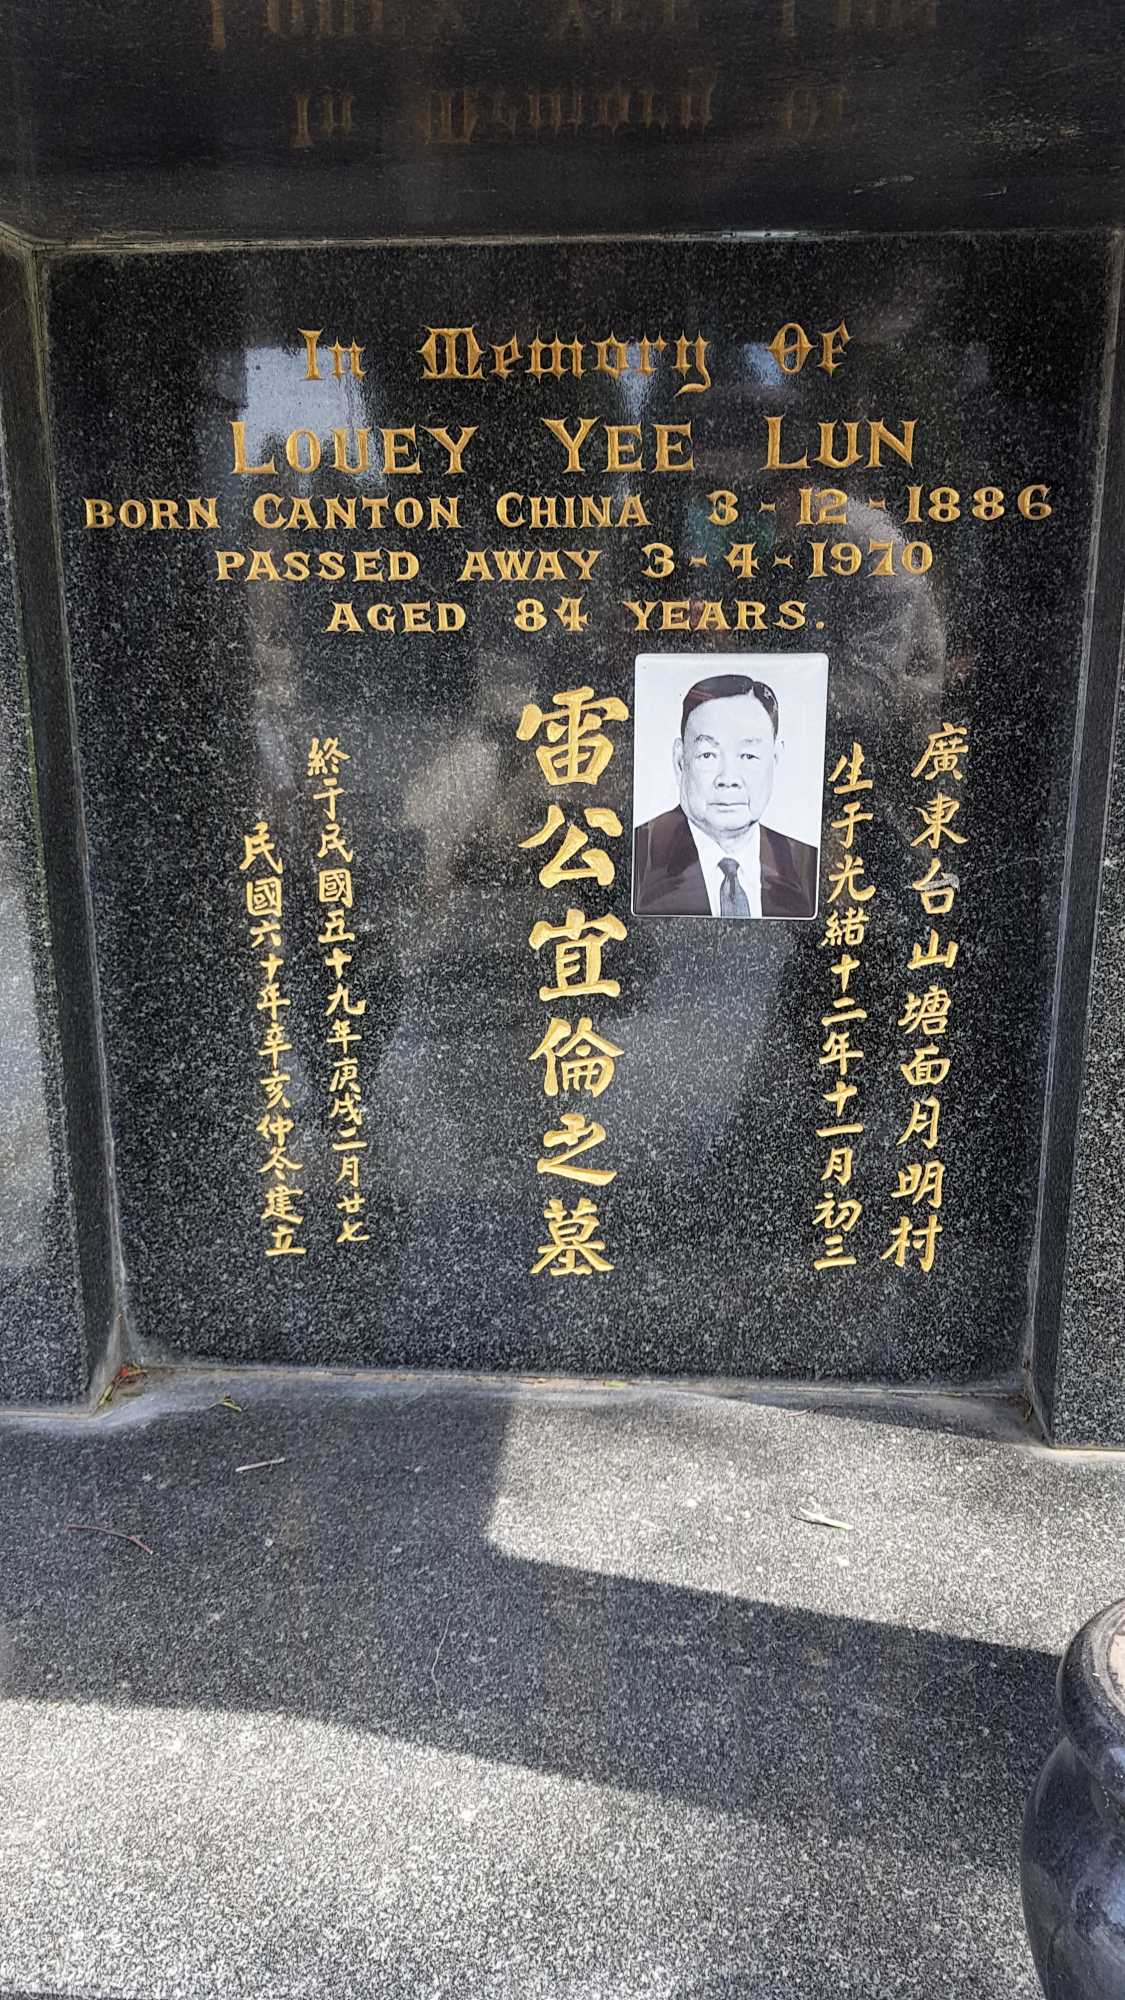 In Memory Of
LOUEY YEE LUN
BORN CANTON CHINA 3-12-1886
PASSED AWAY 3-4-1970
AGED 84 YEARS.
廣東台山塘面月明村
生于光緒十二年十一月初三
雷公宜倫之墓
終于民國五十九年庚戌二月廿七
民國六十年辛亥仲冬建立